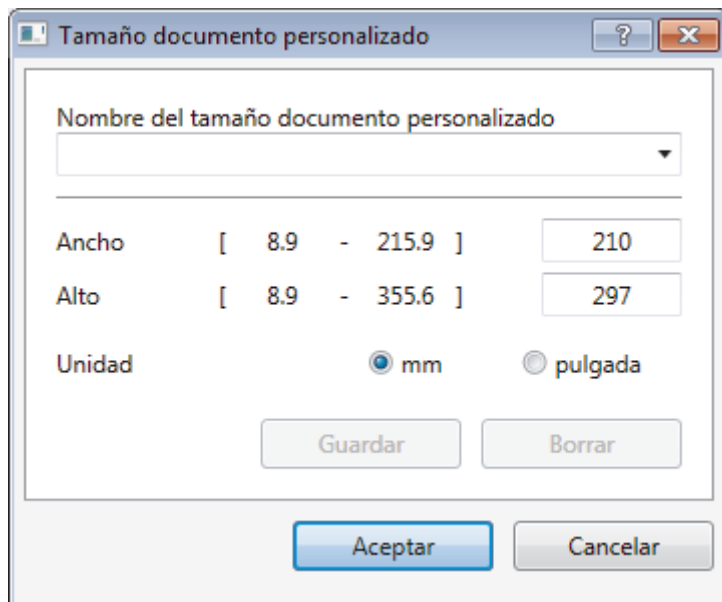 Tamaño documento personalizado
Nombre del tamaño documento personalizado
Ancho [ 8.9 - 215.9 ] 210
Alto [ 8.9 - 355.6 ] 297
Unidad mm pulgada
Guardar Borrar
Aceptar Cancelar